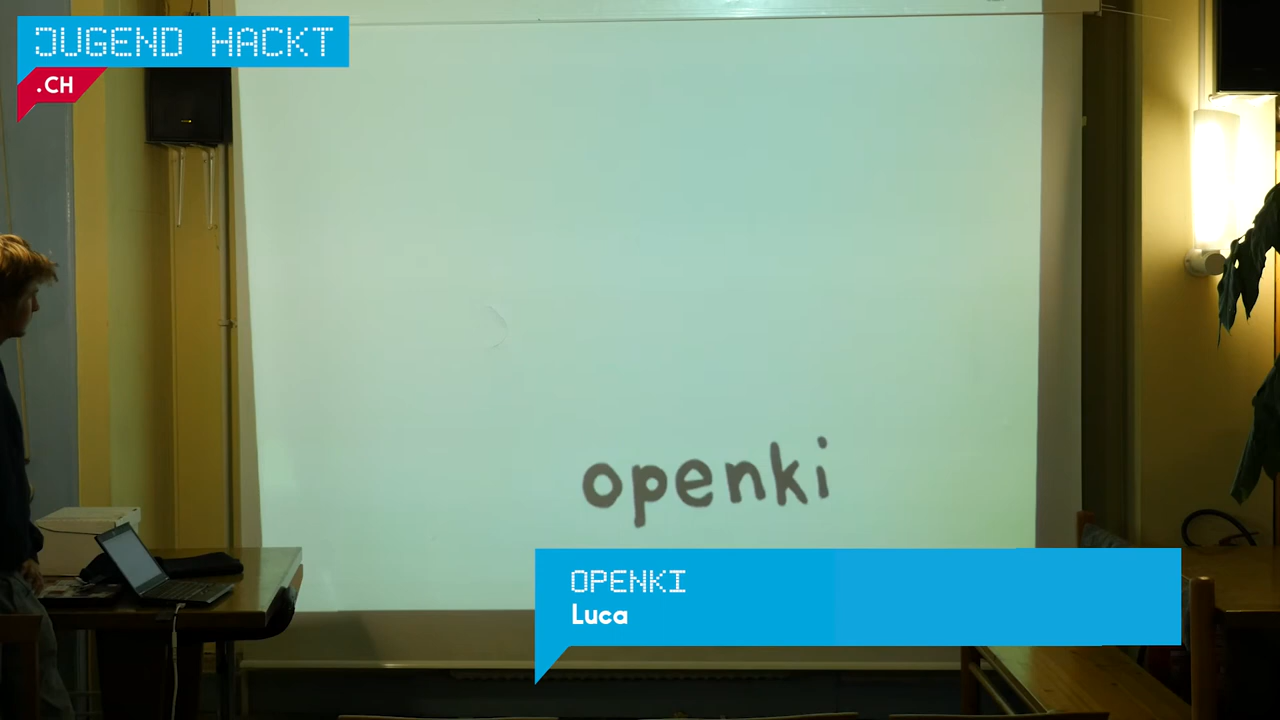 JUGEND HACKT
.CH
openki
OPENKI
Luca